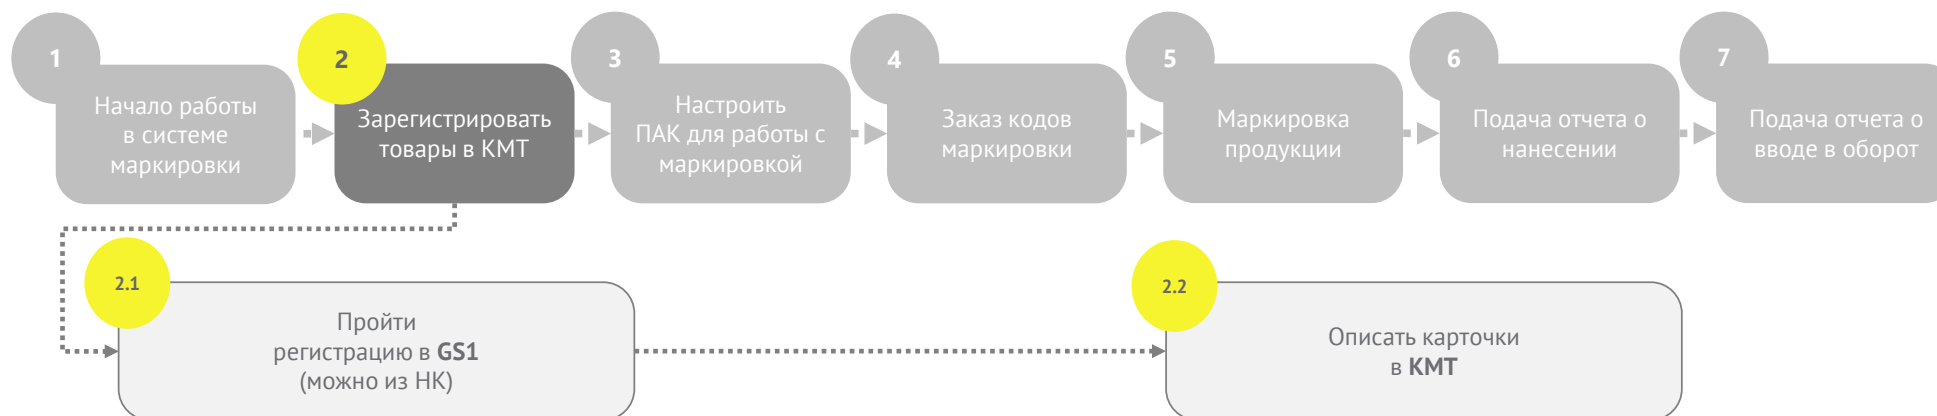 1
Начало работы
в системе
маркировки
2
Зарегистрировать
товары в КМТ
3
Настроить
ПАК для работы с
маркировкой
4
Заказ кодов
маркировки
5
Маркировка
продукции
6
Подача отчета о
нанесении
7
Подача отчета о
вводе в оборот
2.1
Пройти
регистрацию в GS1
(можно из НК)
2.2
Описать карточки
в КМТ